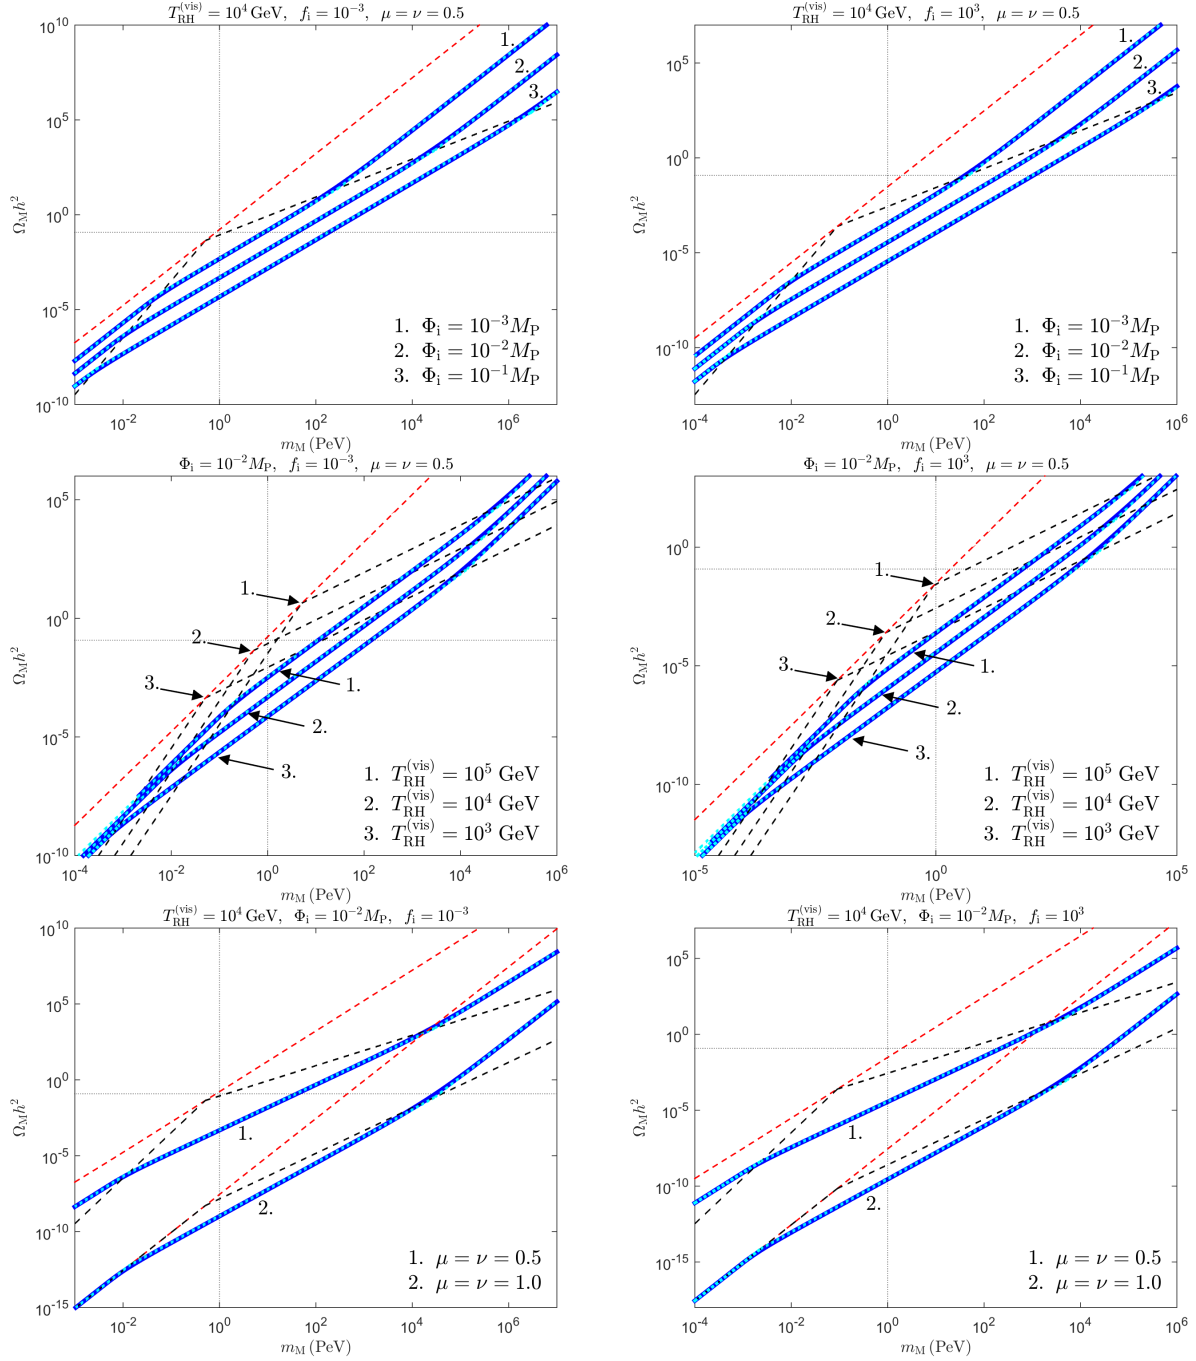 T_RH^(vis) = 10^4 GeV, f_i = 10^−3, μ = ν = 0.5
10^10
10^5
10^0
10^−5
10^−10
Ω_M h^2
1.
2.
3.
1. Φ_i = 10^−3 M_P
2. Φ_i = 10^−2 M_P
3. Φ_i = 10^−1 M_P
10^−2 10^0 10^2 10^4 10^6
m_M (PeV)
T_RH^(vis) = 10^4 GeV, f_i = 10^3, μ = ν = 0.5
10^5
10^0
10^−5
10^−10
Ω_M h^2
1.
2.
3.
1. Φ_i = 10^−3 M_P
2. Φ_i = 10^−2 M_P
3. Φ_i = 10^−1 M_P
10^−4 10^−2 10^0 10^2 10^4 10^6
m_M (PeV)
Φ_i = 10^−2 M_P, f_i = 10^−3, μ = ν = 0.5
10^5
10^0
10^−5
10^−10
Ω_M h^2
1.
2.
3.
1.
2.
3.
1. T_RH^(vis) = 10^5 GeV
2. T_RH^(vis) = 10^4 GeV
3. T_RH^(vis) = 10^3 GeV
10^−4 10^−2 10^0 10^2 10^4 10^6
m_M (PeV)
Φ_i = 10^−2 M_P, f_i = 10^3, μ = ν = 0.5
10^0
10^−5
10^−10
Ω_M h^2
1.
2.
3.
1.
2.
3.
1. T_RH^(vis) = 10^5 GeV
2. T_RH^(vis) = 10^4 GeV
3. T_RH^(vis) = 10^3 GeV
10^−5 10^0 10^5
m_M (PeV)
T_RH^(vis) = 10^4 GeV, Φ_i = 10^−2 M_P, f_i = 10^−3
10^10
10^5
10^0
10^−5
10^−10
10^−15
Ω_M h^2
1.
2.
1. μ = ν = 0.5
2. μ = ν = 1.0
10^−2 10^0 10^2 10^4 10^6
m_M (PeV)
T_RH^(vis) = 10^4 GeV, Φ_i = 10^−2 M_P, f_i = 10^3
10^5
10^0
10^−5
10^−10
10^−15
Ω_M h^2
1.
2.
1. μ = ν = 0.5
2. μ = ν = 1.0
10^−4 10^−2 10^0 10^2 10^4 10^6
m_M (PeV)